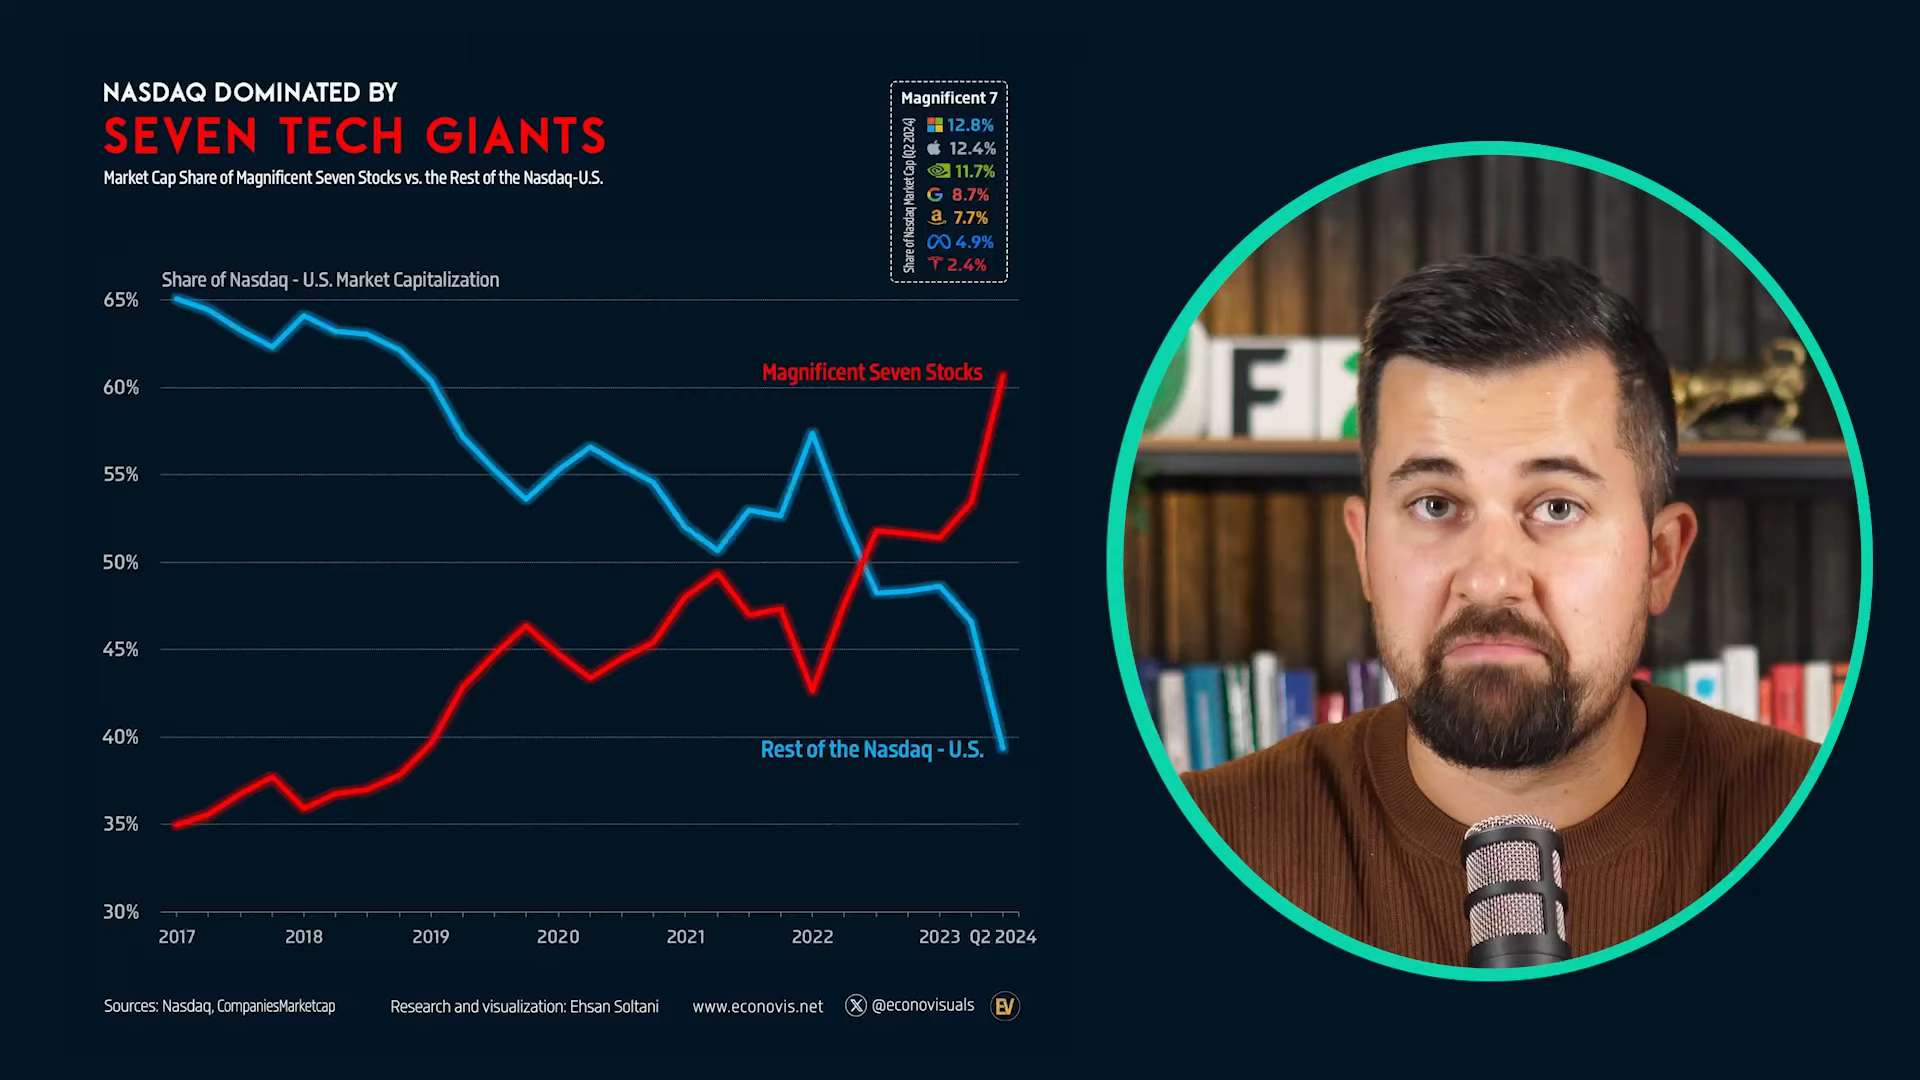 NASDAQ DOMINATED BY
SEVEN TECH GIANTS
Market Cap Share of Magnificent Seven Stocks vs. the Rest of the Nasdaq-U.S.
Magnificent 7
Share of Nasdaq Market Cap (Q2 2024)
12.8%
12.4%
11.7%
8.7%
7.7%
4.9%
2.4%
Share of Nasdaq - U.S. Market Capitalization
65%
60%
55%
50%
45%
40%
35%
30%
Magnificent Seven Stocks
Rest of the Nasdaq - U.S.
2017 2018 2019 2020 2021 2022 2023 Q2 2024
Sources: Nasdaq, CompaniesMarketcap Research and visualization: Ehsan Soltani www.econovis.net @econovisuals EV
F